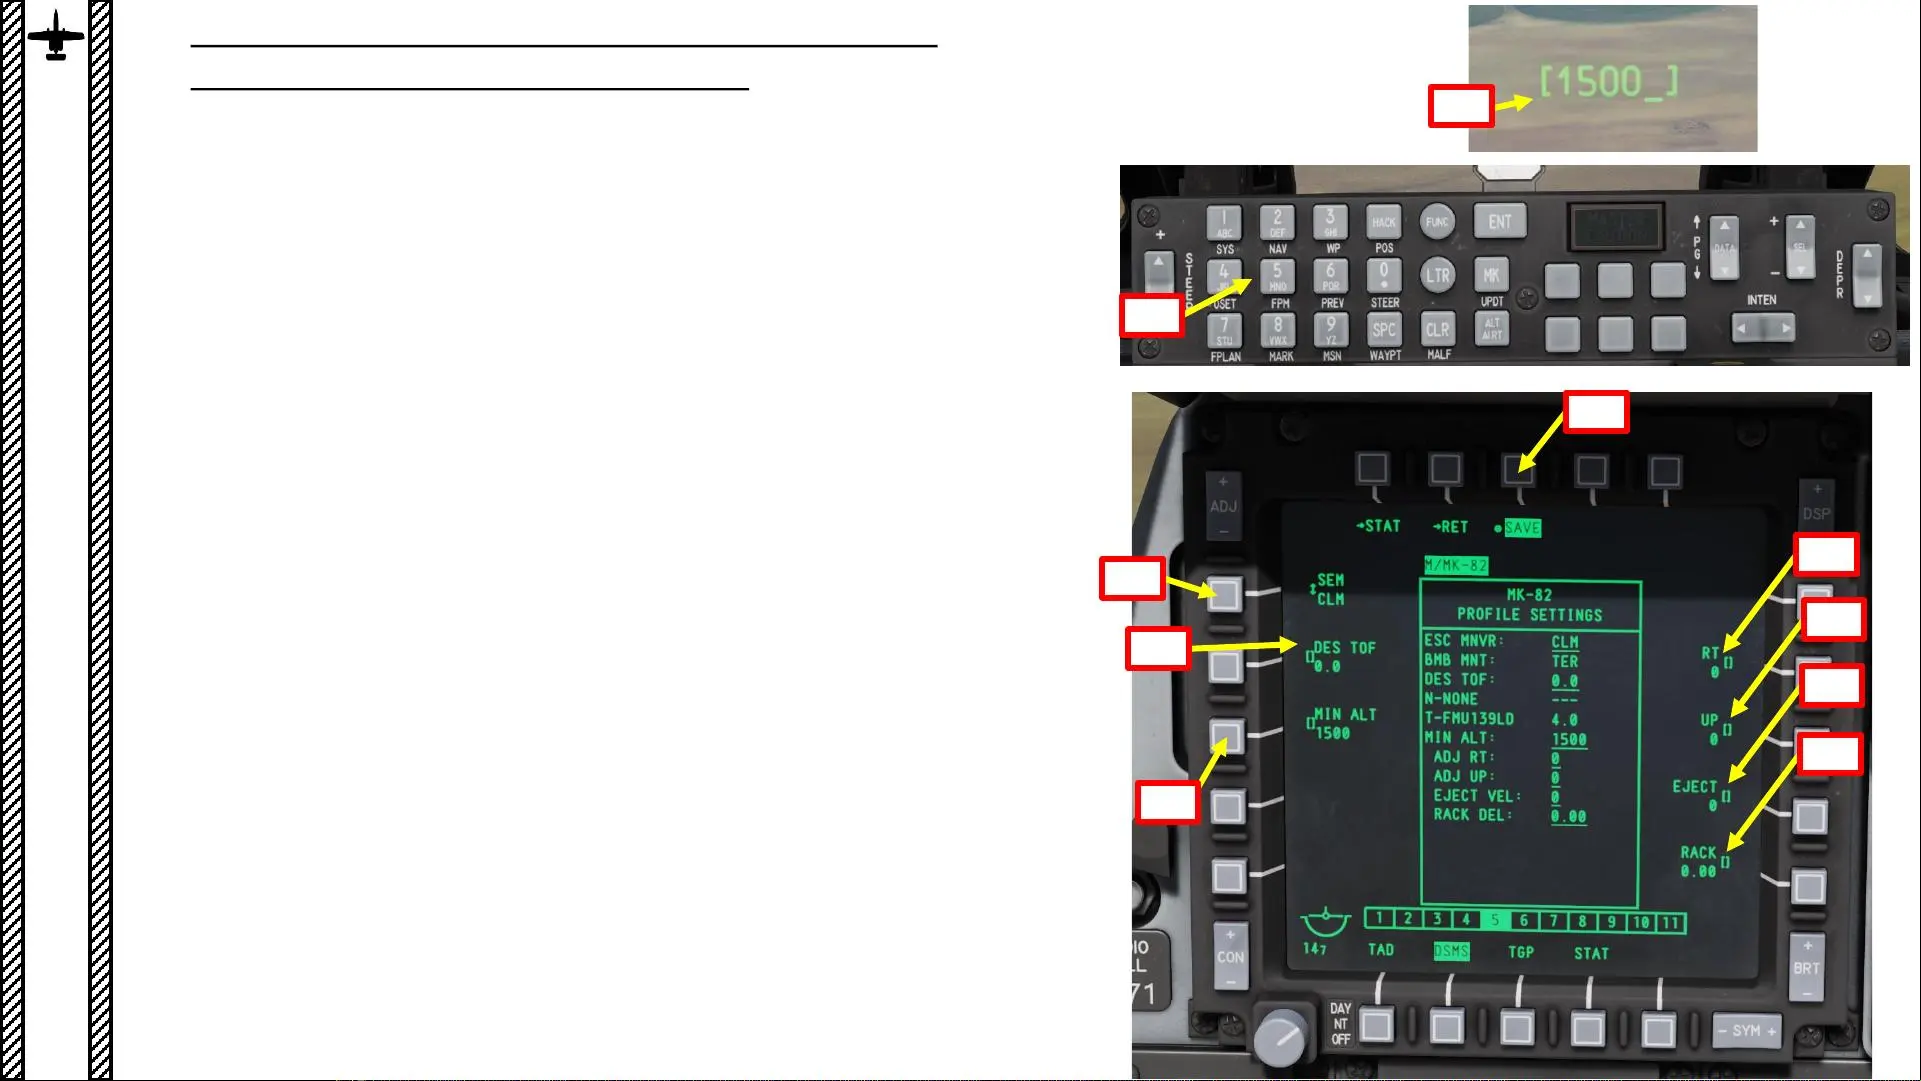 [1500_]
1 2 3 HACK FUNC ENT
ABC DEF GHI
SYS NAV WP POS
+ STEER
4 5 6 0 LTR MK
MNO PQR
OSET FPM PREV STEER UPDT
7 8 9 SPC CLR ALT ALRT
STU VWX YZ
FPLAN MARK MSN WAYPT MALF
PG DATA
+ SEL -
DEPR
INTEN
+ ADJ -
+ DSP
→STAT →RET ●SAVE
M/MK-82
SEM
CLM
DES TOF
0.0
MIN ALT
1500
MK-82
PROFILE SETTINGS
ESC MNVR: CLM
BMB MNT: TER
DES TOF: 0.0
N-NONE ---
T-FMU139LD 4.0
MIN ALT: 1500
ADJ RT: 0
ADJ UP: 0
EJECT VEL: 0
RACK DEL: 0.00
RT
0
UP
0
EJECT
0
RACK
0.00
1 2 3 4 5 6 7 8 9 10 11
147 TAD DSMS TGP STAT
+ CON -
+ BRT -
DAY
NT
OFF
- SYM +
71